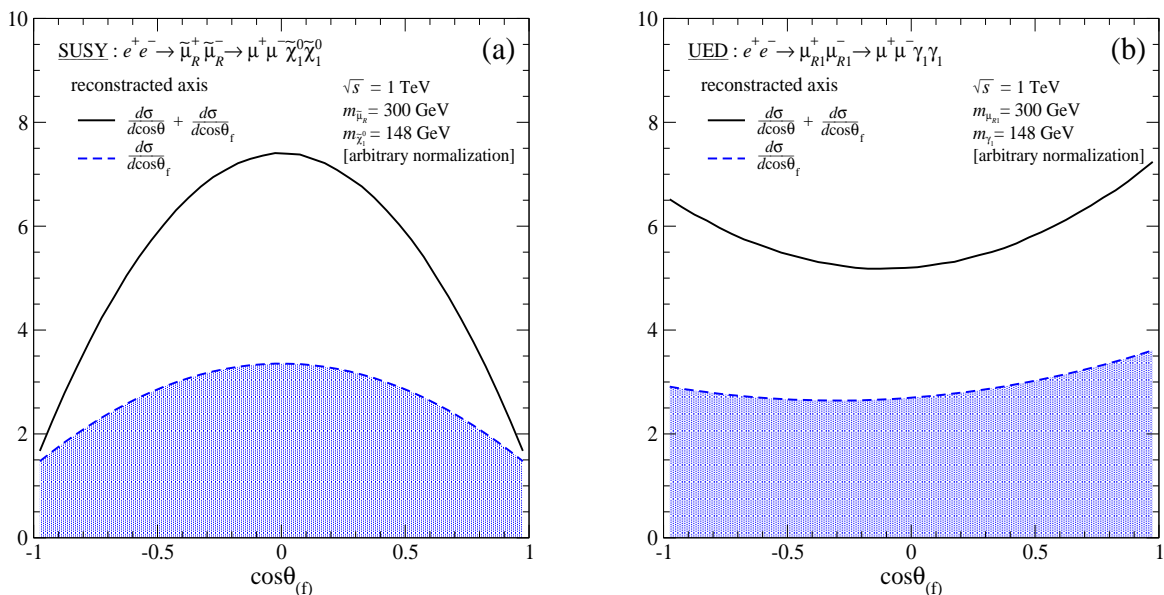 SUSY : e⁺e⁻→ μ̃⁺_R μ̃⁻_R→ μ⁺μ⁻χ̃⁰₁χ̃⁰₁
(a)
reconstracted axis
dσ/dcosθ + dσ/dcosθ_f
dσ/dcosθ_f
√s = 1 TeV
m_μ̃_R = 300 GeV
m_χ̃⁰₁ = 148 GeV
[arbitrary normalization]
10
8
6
4
2
0
-1 -0.5 0 0.5 1
cosθ_(f)
UED : e⁺e⁻→ μ⁺_R1 μ⁻_R1→ μ⁺μ⁻γ₁γ₁
(b)
reconstracted axis
dσ/dcosθ + dσ/dcosθ_f
dσ/dcosθ_f
√s = 1 TeV
m_μ_R1 = 300 GeV
m_γ₁ = 148 GeV
[arbitrary normalization]
10
8
6
4
2
0
-1 -0.5 0 0.5 1
cosθ_(f)